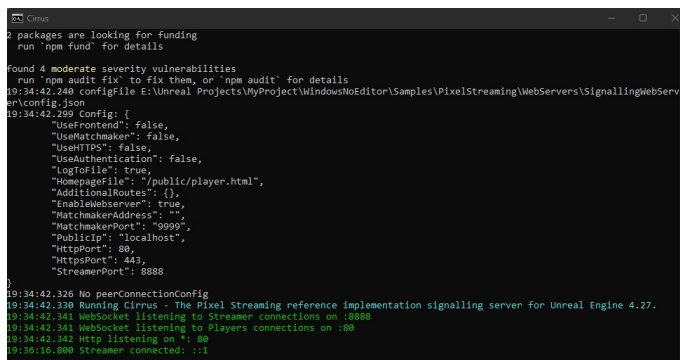 Cirrus
2 packages are looking for funding
run `npm fund` for details
found 4 moderate severity vulnerabilities
run `npm audit fix` to fix them, or `npm audit` for details
19:34:42.240 configFile E:\Unreal Projects\MyProject\WindowsNoEditor\Samples\PixelStreaming\WebServers\SignallingWebServ
er\config.json
19:34:42.299 Config: {
"UseFrontend": false,
"UseMatchmaker": false,
"UseHTTPS": false,
"UseAuthentication": false,
"LogToFile": true,
"HomepageFile": "/public/player.html",
"AdditionalRoutes": {},
"EnableWebserver": true,
"MatchmakerAddress": "",
"MatchmakerPort": "9999",
"PublicIp": "localhost",
"HttpPort": 80,
"HttpsPort": 443,
"StreamerPort": 8888
}
19:34:42.326 No peerConnectionConfig
19:34:42.330 Running Cirrus - The Pixel Streaming reference implementation signalling server for Unreal Engine 4.27.
19:34:42.341 WebSocket listening to Streamer connections on :8888
19:34:42.341 WebSocket listening to Players connections on :80
19:34:42.342 Http listening on *: 80
19:36:16.800 Streamer connected: ::1